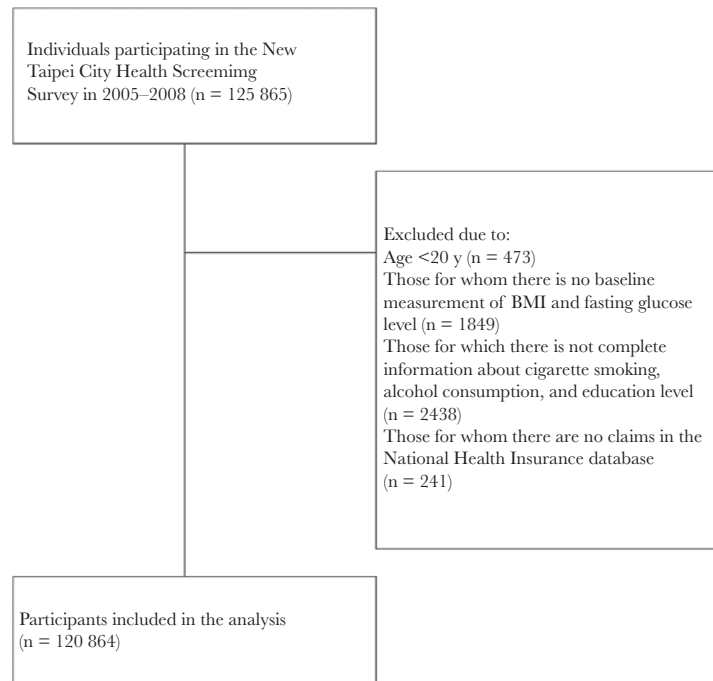 Individuals participating in the New
Taipei City Health Screemimg
Survey in 2005–2008 (n = 125 865)
Excluded due to:
Age <20 y (n = 473)
Those for whom there is no baseline
measurement of BMI and fasting glucose
level (n = 1849)
Those for which there is not complete
information about cigarette smoking,
alcohol consumption, and education level
(n = 2438)
Those for whom there are no claims in the
National Health Insurance database
(n = 241)
Participants included in the analysis
(n = 120 864)